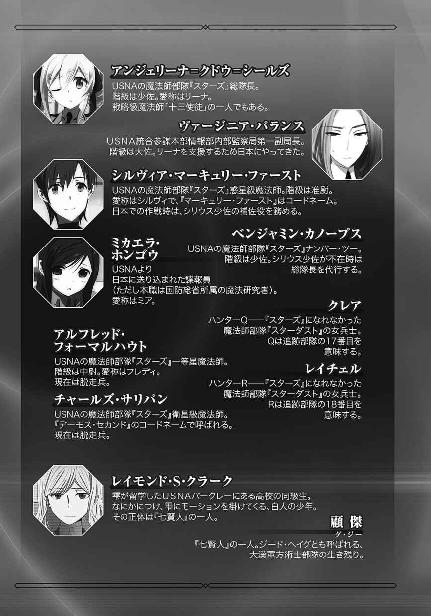 アンジェリーナ=クドウ=シールズ
USNAの魔法師部隊『スターズ』総隊長。
階級は少佐。愛称はリーナ。
戦略級魔法師『十三使徒』の一人でもある。
ヴァージニア・バランス
USNA統合参謀本部情報部内部監察局第一副局長。
階級は大佐。リーナを支援するため日本にやってきた。
シルヴィア・マーキュリー・ファースト
USNAの魔法師部隊『スターズ』惑星級魔法師。階級は准尉。
愛称はシルヴィで、『マーキュリー・ファースト』はコードネーム。
日本での作戦時は、シリウス少佐の補佐役を務める。
ベンジャミン・カノープス
USNAの魔法師部隊『スターズ』ナンバー・ツー。
階級は少佐。シリウス少佐が不在時は
総隊長を代行する。
ミカエラ・
ホンゴウ
USNAより
日本に送り込まれた諜報員
(ただし本職は国防総省所属の魔法研究者)。
愛称はミア。
クレア
ハンターQ――『スターズ』になれなかった
魔法師部隊『スターダスト』の女兵士。
Qは追跡部隊の17番目を
意味する。
アルフレッド・
フォーマルハウト
USNAの魔法師部隊『スターズ』一等星魔法師。
階級は中尉。愛称はフレディ。
現在は脱走兵。
レイチェル
ハンターR――『スターズ』になれなかった
魔法師部隊『スターダスト』の女兵士。
Rは追跡部隊の18番目を
意味する。
チャールズ・サリバン
USNAの魔法師部隊『スターズ』衛星級魔法師。
『デーモス・セカンド』のコードネームで呼ばれる。
現在は脱走兵。
レイモンド・S・クラーク
雫が留学したUSNAバークレーにある高校の同級生。
なにかにつけ、雫にモーションを掛けてくる、白人の少年。
その正体は『七賢人』の一人。
顧傑
グ・ジー
『七賢人』の一人。ジード・ヘイグとも呼ばれる、
大漢軍方術士部隊の生き残り。